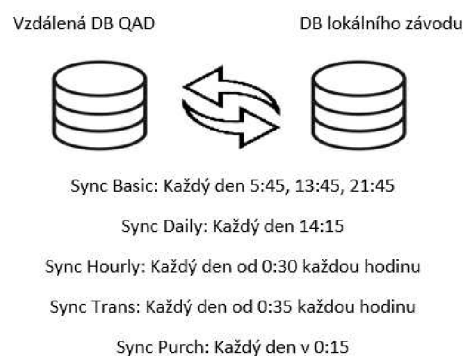 Vzdálená DB QAD
DB lokálního závodu
Sync Basic: Každý den 5:45, 13:45, 21:45
Sync Daily: Každý den 14:15
Sync Hourly: Každý den od 0:30 každou hodinu
Sync Trans: Každý den od 0:35 každou hodinu
Sync Purch: Každý den v 0:15